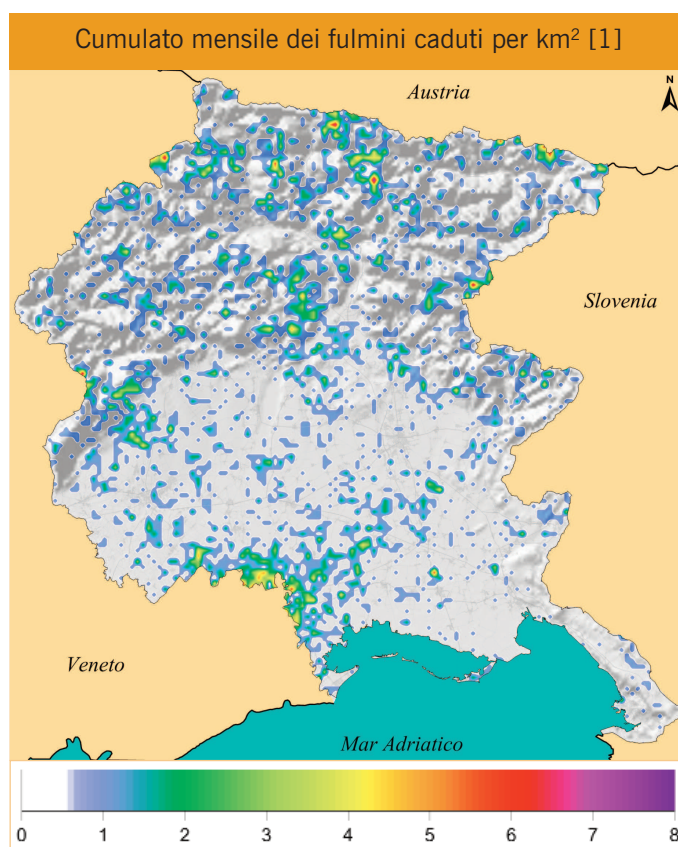 Cumulato mensile dei fulmini caduti per km² [1]
Austria
N
Slovenia
Veneto
Mar Adriatico
0 1 2 3 4 5 6 7 8